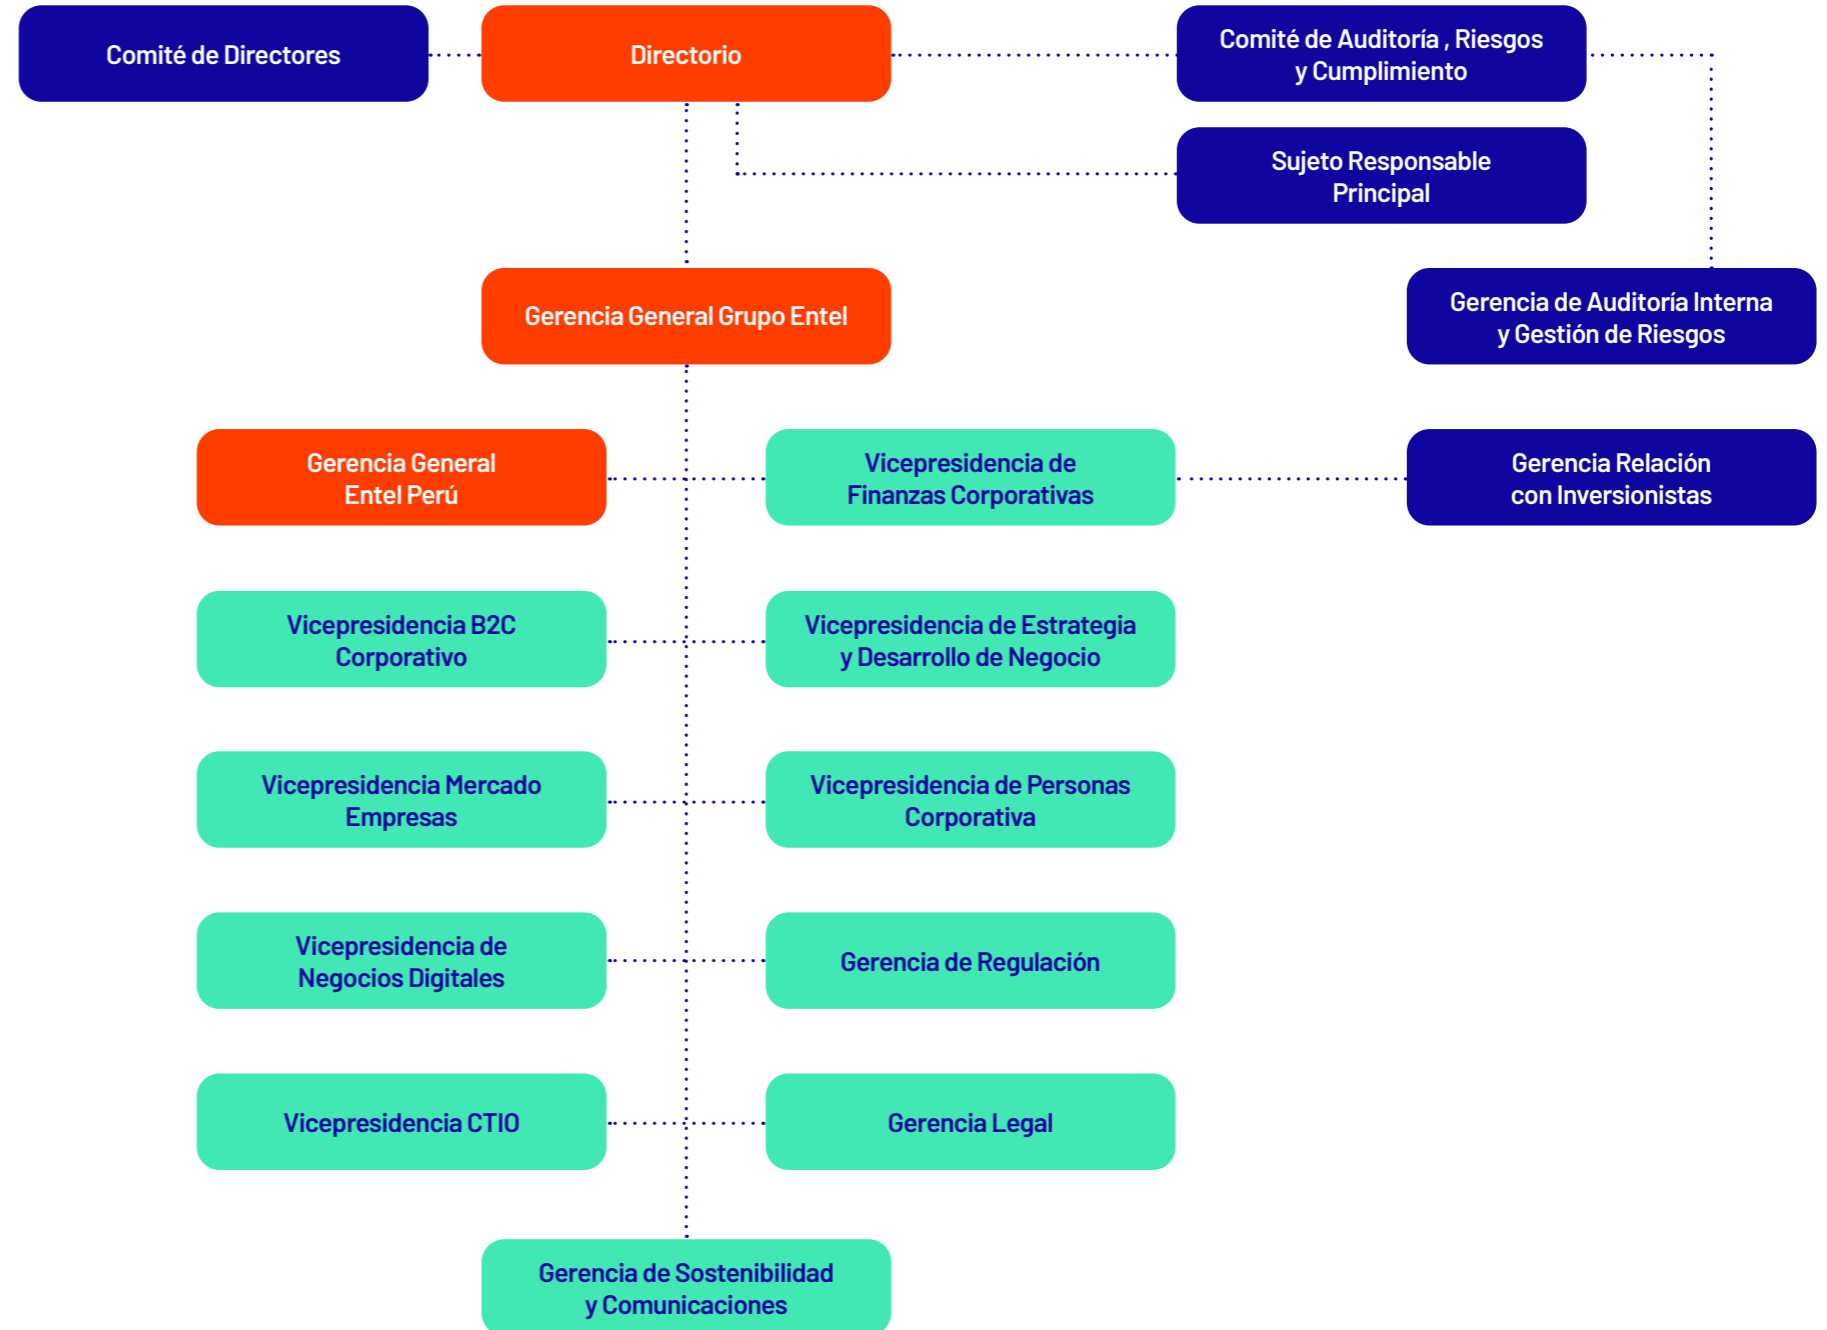 Comité de Directores
Directorio
Comité de Auditoría , Riesgos
y Cumplimiento
Sujeto Responsable
Principal
Gerencia General Grupo Entel
Gerencia de Auditoría Interna
y Gestión de Riesgos
Gerencia General
Entel Perú
Vicepresidencia de
Finanzas Corporativas
Gerencia Relación
con Inversionistas
Vicepresidencia B2C
Corporativo
Vicepresidencia de Estrategia
y Desarrollo de Negocio
Vicepresidencia Mercado
Empresas
Vicepresidencia de Personas
Corporativa
Vicepresidencia de
Negocios Digitales
Gerencia de Regulación
Vicepresidencia CTIO
Gerencia Legal
Gerencia de Sostenibilidad
y Comunicaciones